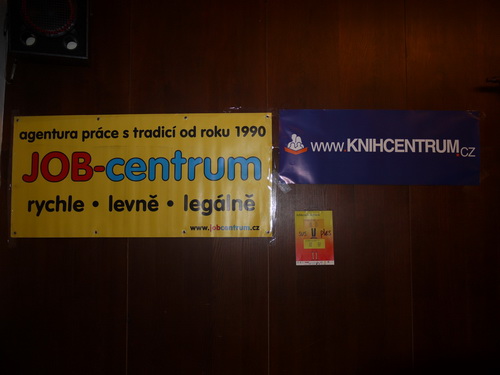 agentura práce s tradicí od roku 1990
JOB-centrum
rychle • levně • legálně
www.jobcentrum.cz
www.KNIHCENTRUM.cz